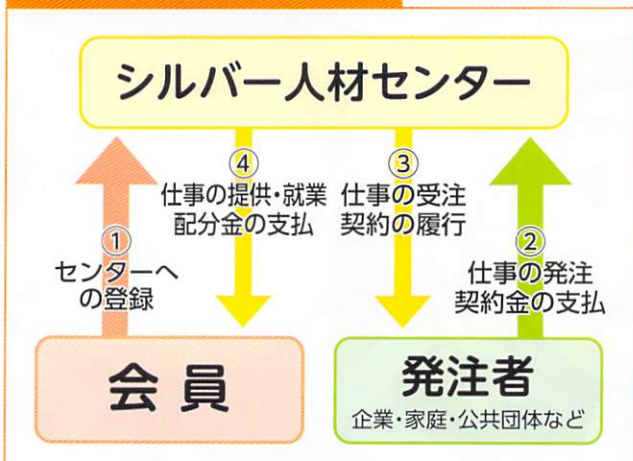 シルバー人材センター
①
センターへ
の登録
④
仕事の提供・就業
配分金の支払
③
仕事の受注
契約の履行
②
仕事の発注
契約金の支払
会員
発注者
企業・家庭・公共団体など